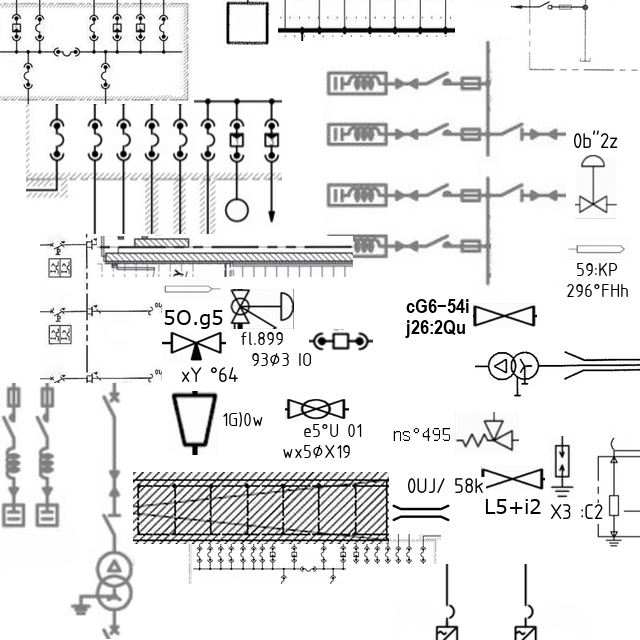 0b"2z
59:KP
296°FHh
cG6-54i
j26:2Qu
5O.g5
fl.899
93ø3 IO
xY °64
1G)0w
e5°U 01
wx5ØX19
ns°495
0UJ/ 58k
L5+i2
X3 :C2